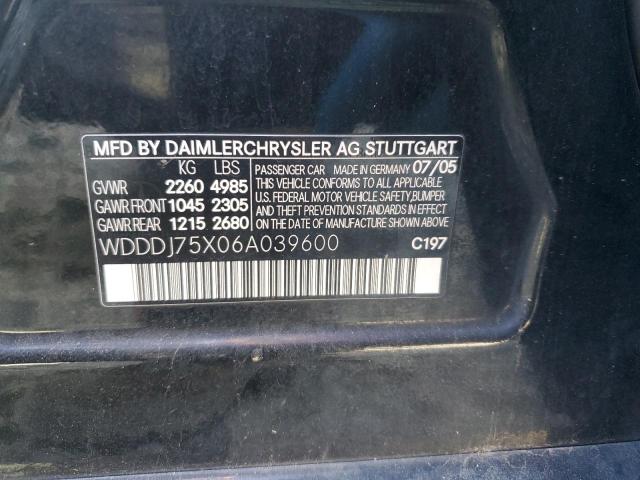 MFD BY DAIMLERCHRYSLER AG STUTTGART
KG LBS
GVWR 2260 4985
GAWR FRONT 1045 2305
GAWR REAR 1215 2680
PASSENGER CAR MADE IN GERMANY 07/05
THIS VEHICLE CONFORMS TO ALL APPLICABLE
U.S. FEDERAL MOTOR VEHICLE SAFETY,BUMPER
AND THEFT PREVENTION STANDARDS IN EFFECT
ON THE DATE OF MANUFACTURE SHOWN ABOVE
WDDDJ75X06A039600
C197